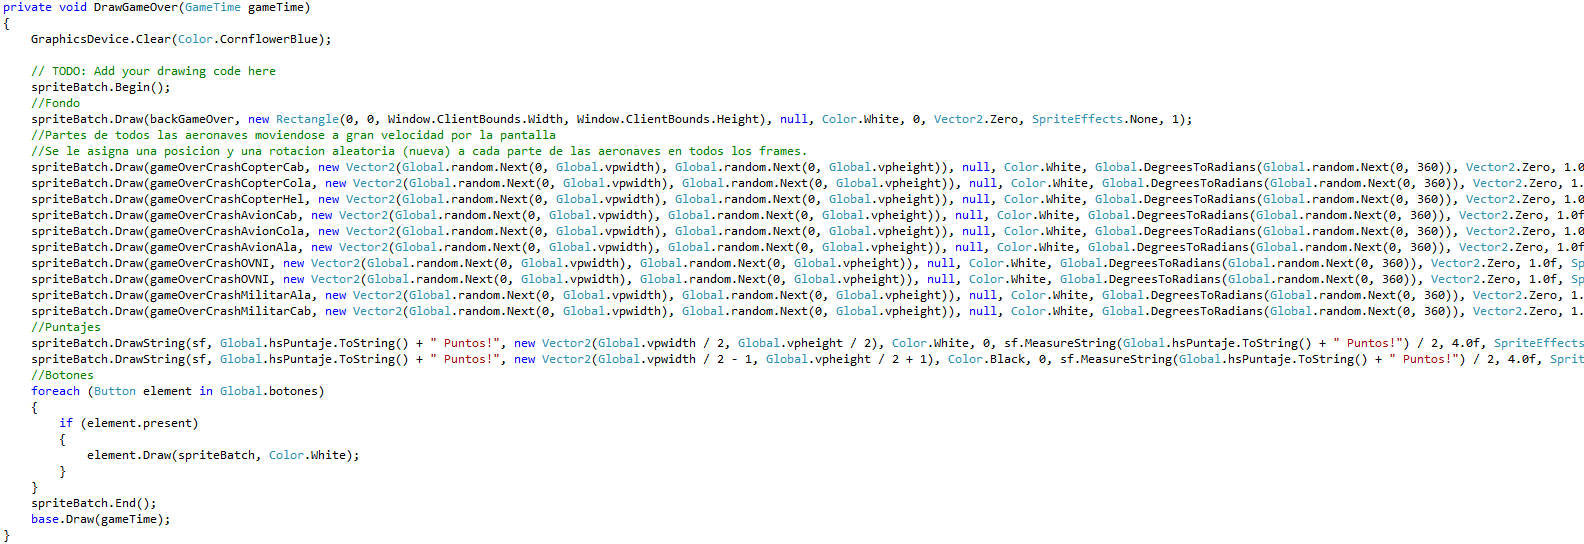 private void DrawGameOver(GameTime gameTime)
{
GraphicsDevice.Clear(Color.CornflowerBlue);
// TODO: Add your drawing code here
spriteBatch.Begin();
//Fondo
spriteBatch.Draw(backGameOver, new Rectangle(0, 0, Window.ClientBounds.Width, Window.ClientBounds.Height), null, Color.White, 0, Vector2.Zero, SpriteEffects.None, 1);
//Partes de todos las aeronaves moviendose a gran velocidad por la pantalla
//Se le asigna una posicion y una rotacion aleatoria (nueva) a cada parte de las aeronaves en todos los frames.
spriteBatch.Draw(gameOverCrashCopterCab, new Vector2(Global.random.Next(0, Global.vpwidth), Global.random.Next(0, Global.vpheight)), null, Color.White, Global.DegreesToRadians(Global.random.Next(0, 360)), Vector2.Zero, 1.0
spriteBatch.Draw(gameOverCrashCopterCola, new Vector2(Global.random.Next(0, Global.vpwidth), Global.random.Next(0, Global.vpheight)), null, Color.White, Global.DegreesToRadians(Global.random.Next(0, 360)), Vector2.Zero, 1.
spriteBatch.Draw(gameOverCrashCopterHel, new Vector2(Global.random.Next(0, Global.vpwidth), Global.random.Next(0, Global.vpheight)), null, Color.White, Global.DegreesToRadians(Global.random.Next(0, 360)), Vector2.Zero, 1.0
spriteBatch.Draw(gameOverCrashAvionCab, new Vector2(Global.random.Next(0, Global.vpwidth), Global.random.Next(0, Global.vpheight)), null, Color.White, Global.DegreesToRadians(Global.random.Next(0, 360)), Vector2.Zero, 1.0f
spriteBatch.Draw(gameOverCrashAvionCola, new Vector2(Global.random.Next(0, Global.vpwidth), Global.random.Next(0, Global.vpheight)), null, Color.White, Global.DegreesToRadians(Global.random.Next(0, 360)), Vector2.Zero, 1.0
spriteBatch.Draw(gameOverCrashAvionAla, new Vector2(Global.random.Next(0, Global.vpwidth), Global.random.Next(0, Global.vpheight)), null, Color.White, Global.DegreesToRadians(Global.random.Next(0, 360)), Vector2.Zero, 1.0f
spriteBatch.Draw(gameOverCrashOVNI, new Vector2(Global.random.Next(0, Global.vpwidth), Global.random.Next(0, Global.vpheight)), null, Color.White, Global.DegreesToRadians(Global.random.Next(0, 360)), Vector2.Zero, 1.0f, Sp
spriteBatch.Draw(gameOverCrashOVNI, new Vector2(Global.random.Next(0, Global.vpwidth), Global.random.Next(0, Global.vpheight)), null, Color.White, Global.DegreesToRadians(Global.random.Next(0, 360)), Vector2.Zero, 1.0f, Sp
spriteBatch.Draw(gameOverCrashMilitarAla, new Vector2(Global.random.Next(0, Global.vpwidth), Global.random.Next(0, Global.vpheight)), null, Color.White, Global.DegreesToRadians(Global.random.Next(0, 360)), Vector2.Zero, 1.
spriteBatch.Draw(gameOverCrashMilitarCab, new Vector2(Global.random.Next(0, Global.vpwidth), Global.random.Next(0, Global.vpheight)), null, Color.White, Global.DegreesToRadians(Global.random.Next(0, 360)), Vector2.Zero, 1.
//Puntajes
spriteBatch.DrawString(sf, Global.hsPuntaje.ToString() + " Puntos!", new Vector2(Global.vpwidth / 2, Global.vpheight / 2), Color.White, 0, sf.MeasureString(Global.hsPuntaje.ToString() + " Puntos!") / 2, 4.0f, SpriteEffects
spriteBatch.DrawString(sf, Global.hsPuntaje.ToString() + " Puntos!", new Vector2(Global.vpwidth / 2 - 1, Global.vpheight / 2 + 1), Color.Black, 0, sf.MeasureString(Global.hsPuntaje.ToString() + " Puntos!") / 2, 4.0f, Sprit
//Botones
foreach (Button element in Global.botones)
{
if (element.present)
{
element.Draw(spriteBatch, Color.White);
}
}
spriteBatch.End();
base.Draw(gameTime);
}